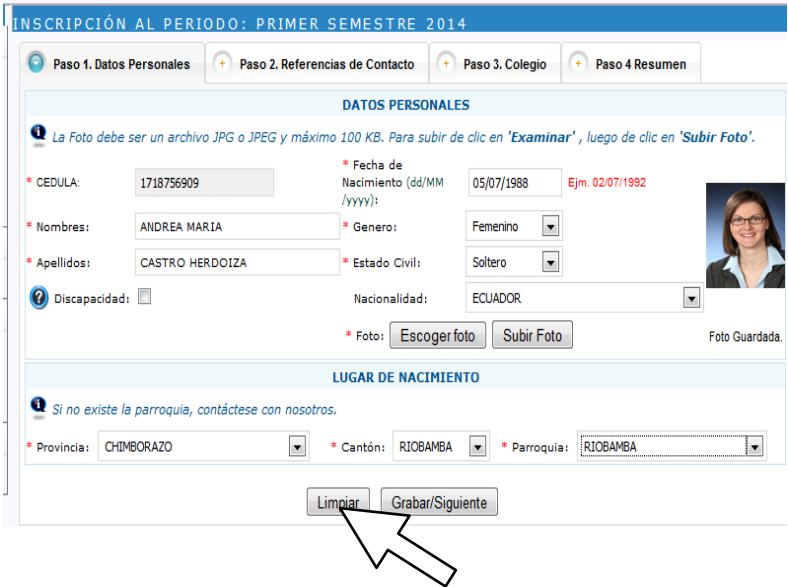 INSCRIPCIÓN AL PERIODO: PRIMER SEMESTRE 2014
Paso 1. Datos Personales + Paso 2. Referencias de Contacto + Paso 3. Colegio + Paso 4 Resumen
DATOS PERSONALES
La Foto debe ser un archivo JPG o JPEG y máximo 100 KB. Para subir de clic en 'Examinar' , luego de clic en 'Subir Foto'.
* CEDULA: 1718756909 * Fecha de
Nacimiento (dd/MM
/yyyy): 05/07/1988 Ejm. 02/07/1992
* Nombres: ANDREA MARIA * Genero: Femenino
* Apellidos: CASTRO HERDOIZA * Estado Civil: Soltero
? Discapacidad: Nacionalidad: ECUADOR
* Foto: Escoger foto Subir Foto Foto Guardada.
LUGAR DE NACIMIENTO
Si no existe la parroquia, contáctese con nosotros.
* Provincia: CHIMBORAZO * Cantón: RIOBAMBA * Parroquia: RIOBAMBA
Limpiar Grabar/Siguiente